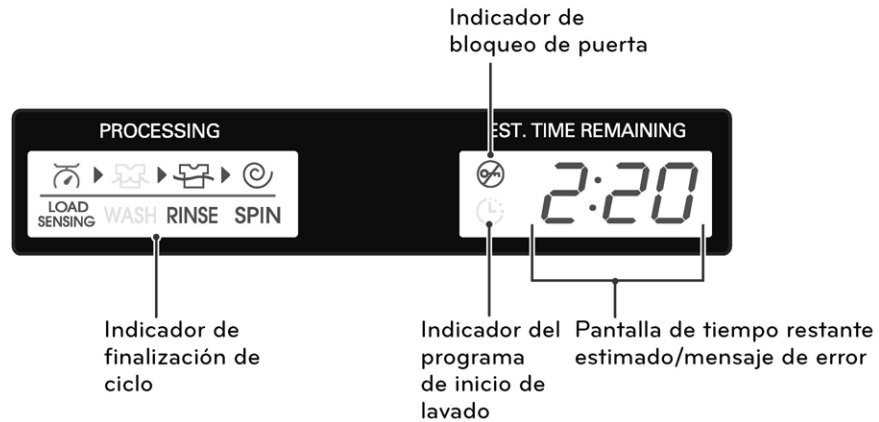 Indicador de
bloqueo de puerta
PROCESSING
EST. TIME REMAINING
LOAD
SENSING WASH RINSE SPIN
2:20
Indicador de
finalización de
ciclo
Indicador del
programa
de inicio de
lavado
Pantalla de tiempo restante
estimado/mensaje de error